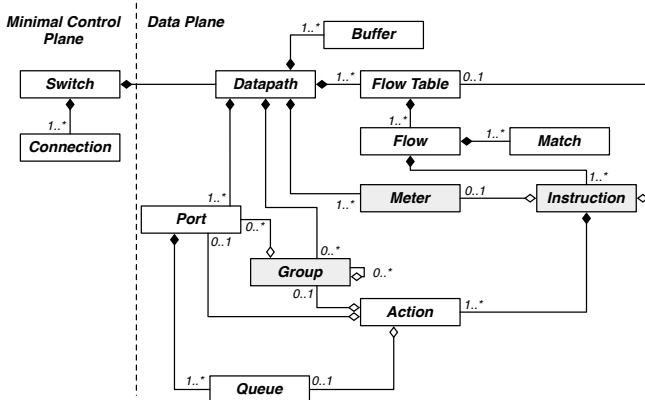 Minimal Control
Plane
Data Plane
1..*
Buffer
Switch
Datapath
1..*
Flow Table
0..1
1..*
Connection
1..*
Flow
1..*
Match
1..*
1..*
Meter
0..1
Instruction
1..*
Port
0..1
0..*
0..*
Group
0..*
0..1
Action
1..*
1..*
Queue
0..1